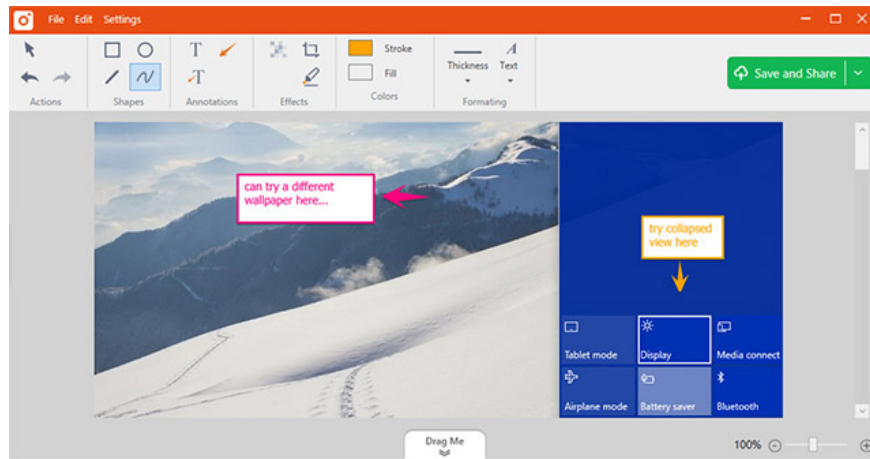 File Edit Settings
Stroke
Fill
Thickness Text
Save and Share
Actions Shapes Annotations Effects Colors Formating
can try a different
wallpaper here...
try collapsed
view here
Tablet mode Display Media connect
Airplane mode Battery saver Bluetooth
Drag Me
100%